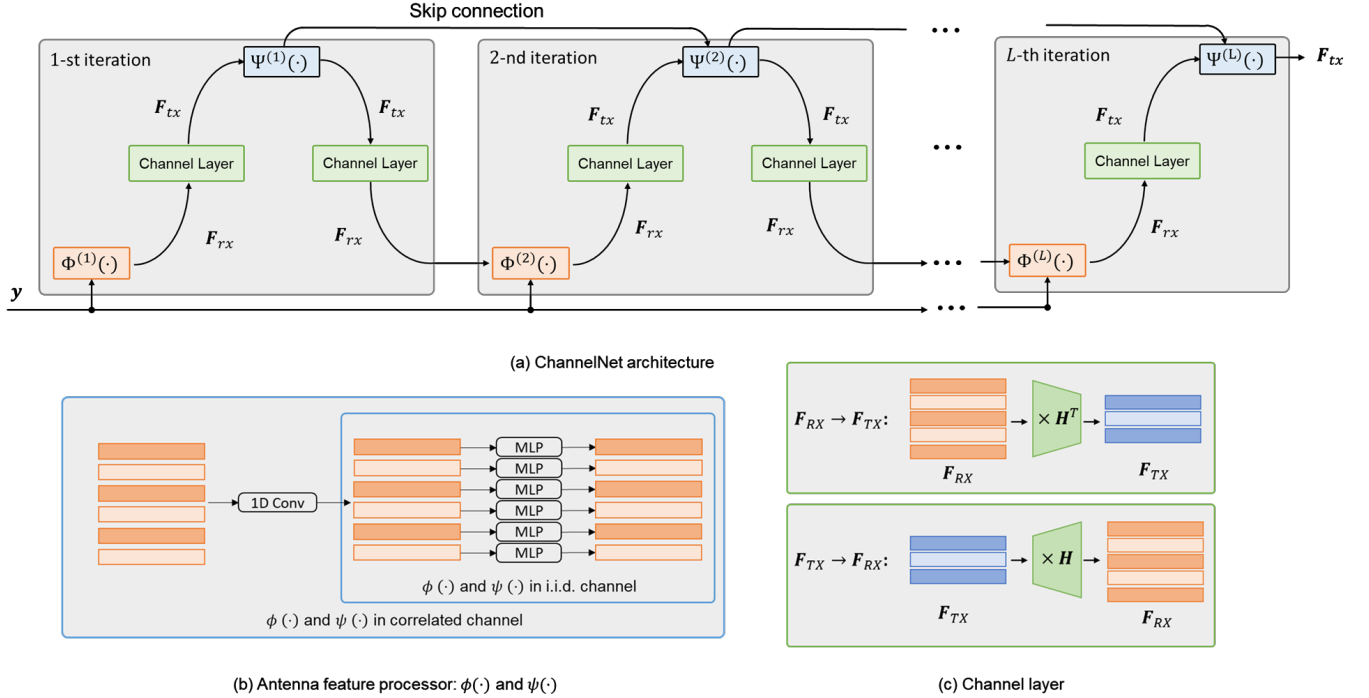 Skip connection
1-st iteration
Ψ⁽¹⁾(·)
F_tx
F_tx
Channel Layer
Channel Layer
F_rx
F_rx
Φ⁽¹⁾(·)
2-nd iteration
Ψ⁽²⁾(·)
F_tx
F_tx
Channel Layer
Channel Layer
F_rx
F_rx
Φ⁽²⁾(·)
•••
•••
•••
•••
L-th iteration
Ψ⁽ᴸ⁾(·)
F_tx
F_tx
Channel Layer
F_rx
Φ⁽ᴸ⁾(·)
y
(a) ChannelNet architecture
1D Conv
MLP
MLP
MLP
MLP
MLP
MLP
ϕ (·) and ψ (·) in i.i.d. channel
ϕ (·) and ψ (·) in correlated channel
(b) Antenna feature processor: ϕ(·) and ψ(·)
F_RX → F_TX:
× Hᵀ
F_RX
F_TX
F_TX → F_RX:
× H
F_TX
F_RX
(c) Channel layer